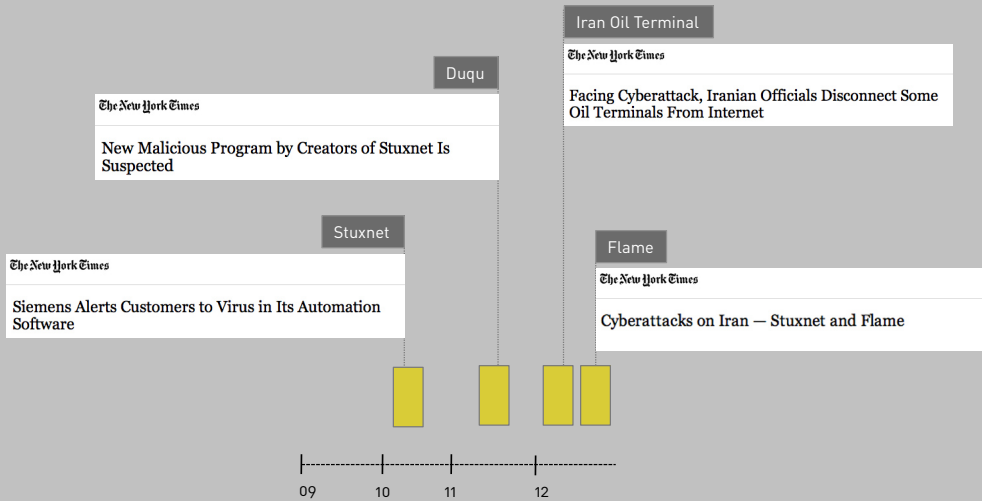 Iran Oil Terminal
The New York Times
Facing Cyberattack, Iranian Officials Disconnect Some
Oil Terminals From Internet
Duqu
The New York Times
New Malicious Program by Creators of Stuxnet Is
Suspected
Stuxnet
The New York Times
Siemens Alerts Customers to Virus in Its Automation
Software
Flame
The New York Times
Cyberattacks on Iran — Stuxnet and Flame
09 10 11 12